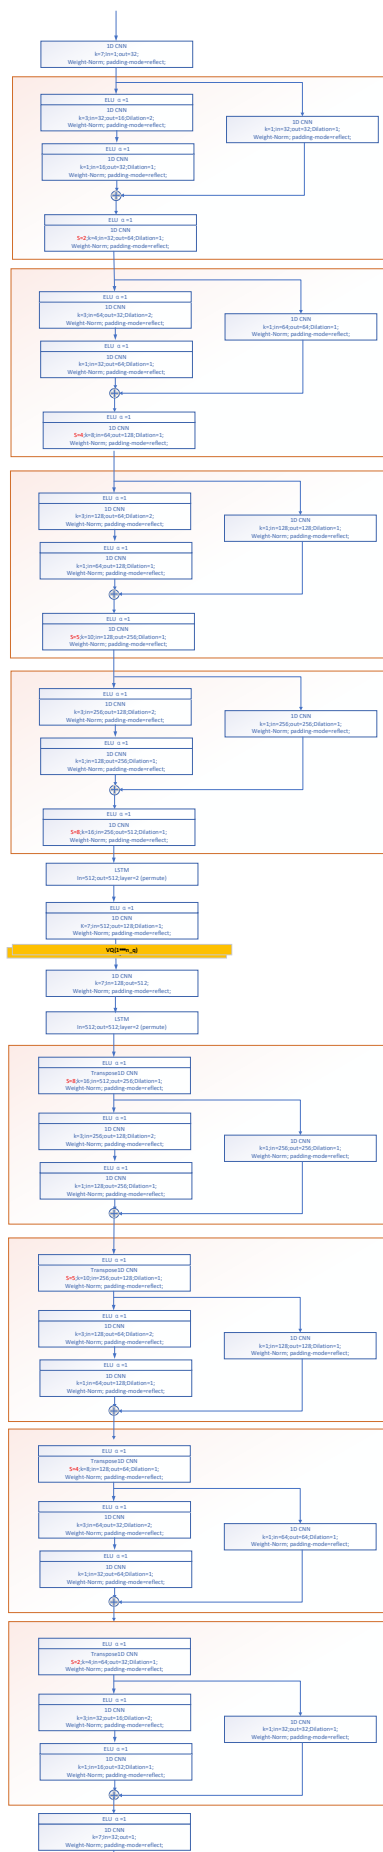 1D CNN
k=7;in=1;out=32;
Weight-Norm; padding-mode=reflect;
ELU α =1
1D CNN
k=3;in=32;out=16;Dilation=2;
Weight-Norm; padding-mode=reflect;
1D CNN
k=1;in=32;out=32;Dilation=1;
Weight-Norm; padding-mode=reflect;
ELU α =1
1D CNN
k=1;in=16;out=32;Dilation=1;
Weight-Norm; padding-mode=reflect;
ELU α =1
1D CNN
S=2;k=4;in=32;out=64;Dilation=1;
Weight-Norm; padding-mode=reflect;
ELU α =1
1D CNN
k=3;in=64;out=32;Dilation=2;
Weight-Norm; padding-mode=reflect;
1D CNN
k=1;in=64;out=64;Dilation=1;
Weight-Norm; padding-mode=reflect;
ELU α =1
1D CNN
k=1;in=32;out=64;Dilation=1;
Weight-Norm; padding-mode=reflect;
ELU α =1
1D CNN
S=4;k=8;in=64;out=128;Dilation=1;
Weight-Norm; padding-mode=reflect;
ELU α =1
1D CNN
k=3;in=128;out=64;Dilation=2;
Weight-Norm; padding-mode=reflect;
1D CNN
k=1;in=128;out=128;Dilation=1;
Weight-Norm; padding-mode=reflect;
ELU α =1
1D CNN
k=1;in=64;out=128;Dilation=1;
Weight-Norm; padding-mode=reflect;
ELU α =1
1D CNN
S=5;k=10;in=128;out=256;Dilation=1;
Weight-Norm; padding-mode=reflect;
ELU α =1
1D CNN
k=3;in=256;out=128;Dilation=2;
Weight-Norm; padding-mode=reflect;
1D CNN
k=1;in=256;out=256;Dilation=1;
Weight-Norm; padding-mode=reflect;
ELU α =1
1D CNN
k=1;in=128;out=256;Dilation=1;
Weight-Norm; padding-mode=reflect;
ELU α =1
1D CNN
S=8;k=16;in=256;out=512;Dilation=1;
Weight-Norm; padding-mode=reflect;
LSTM
In=512;out=512;layer=2 (permute)
ELU α =1
1D CNN
K=7;in=512;out=128;Dilation=1;
Weight-Norm; padding-mode=reflect;
1D CNN
k=7;in=128;out=512;
Weight-Norm; padding-mode=reflect;
LSTM
In=512;out=512;layer=2 (permute)
ELU α =1
Transpose1D CNN
S=8;k=16;in=512;out=256;Dilation=1;
Weight-Norm; padding-mode=reflect;
ELU α =1
1D CNN
k=3;in=256;out=128;Dilation=2;
Weight-Norm; padding-mode=reflect;
1D CNN
k=1;in=256;out=256;Dilation=1;
Weight-Norm; padding-mode=reflect;
ELU α =1
1D CNN
k=1;in=128;out=256;Dilation=1;
Weight-Norm; padding-mode=reflect;
ELU α =1
Transpose1D CNN
S=5;k=10;in=256;out=128;Dilation=1;
Weight-Norm; padding-mode=reflect;
ELU α =1
1D CNN
k=3;in=128;out=64;Dilation=2;
Weight-Norm; padding-mode=reflect;
1D CNN
k=1;in=128;out=128;Dilation=1;
Weight-Norm; padding-mode=reflect;
ELU α =1
1D CNN
k=1;in=64;out=128;Dilation=1;
Weight-Norm; padding-mode=reflect;
ELU α =1
Transpose1D CNN
S=4;k=8;in=128;out=64;Dilation=1;
Weight-Norm; padding-mode=reflect;
ELU α =1
1D CNN
k=3;in=64;out=32;Dilation=2;
Weight-Norm; padding-mode=reflect;
1D CNN
k=1;in=64;out=64;Dilation=1;
Weight-Norm; padding-mode=reflect;
ELU α =1
1D CNN
k=1;in=32;out=64;Dilation=1;
Weight-Norm; padding-mode=reflect;
ELU α =1
Transpose1D CNN
S=2;k=4;in=64;out=32;Dilation=1;
Weight-Norm; padding-mode=reflect;
ELU α =1
1D CNN
k=3;in=32;out=16;Dilation=2;
Weight-Norm; padding-mode=reflect;
1D CNN
k=1;in=32;out=32;Dilation=1;
Weight-Norm; padding-mode=reflect;
ELU α =1
1D CNN
k=1;in=16;out=32;Dilation=1;
Weight-Norm; padding-mode=reflect;
ELU α =1
1D CNN
k=7;in=32;out=1;
Weight-Norm; padding-mode=reflect;